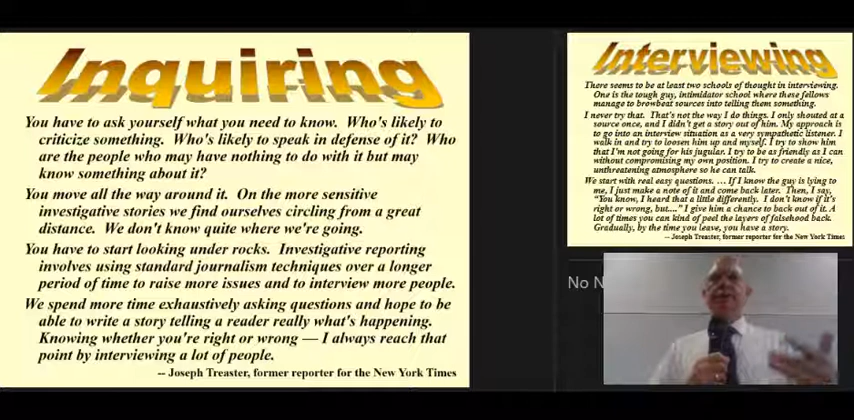 Inquiring
You have to ask yourself what you need to know.  Who's likely to
criticize something.  Who's likely to speak in defense of it?  Who
are the people who may have nothing to do with it but may
know something about it?
You move all the way around it.  On the more sensitive
investigative stories we find ourselves circling from a great
distance.  We don't know quite where we're going.
You have to start looking under rocks.  Investigative reporting
involves using standard journalism techniques over a longer
period of time to raise more issues and to interview more people.
We spend more time exhaustively asking questions and hope to be
able to write a story telling a reader really what's happening.
Knowing whether you're right or wrong — I always reach that
point by interviewing a lot of people.
-- Joseph Treaster, former reporter for the New York Times
Interviewing
There seems to be at least two schools of thought in interviewing.
One is the tough guy, intimidator school where these fellows
manage to browbeat sources into telling them something.
I never try that.  That's not the way I do things. I only shouted at a
source once, and I didn't get a story out of him. My approach is
to go into an interview situation as a very sympathetic listener. I
walk in and try to loosen him up and myself. I try to show him
that I'm not going for his jugular. I try to be as friendly as I can
without compromising my own position. I try to create a nice,
unthreatening atmosphere so he can talk.
We start with real easy questions. … If I know the guy is lying to
me, I just make a note of it and come back later.  Then, I say,
"You know, I heard that a little differently.  I don't know if it's
right or wrong, but...." I give him a chance to back out of it. A
lot of times you can kind of peel the layers of falsehood back.
Gradually, by the time you leave, you have a story.
-- Joseph Treaster, former reporter for the New York Times
No N